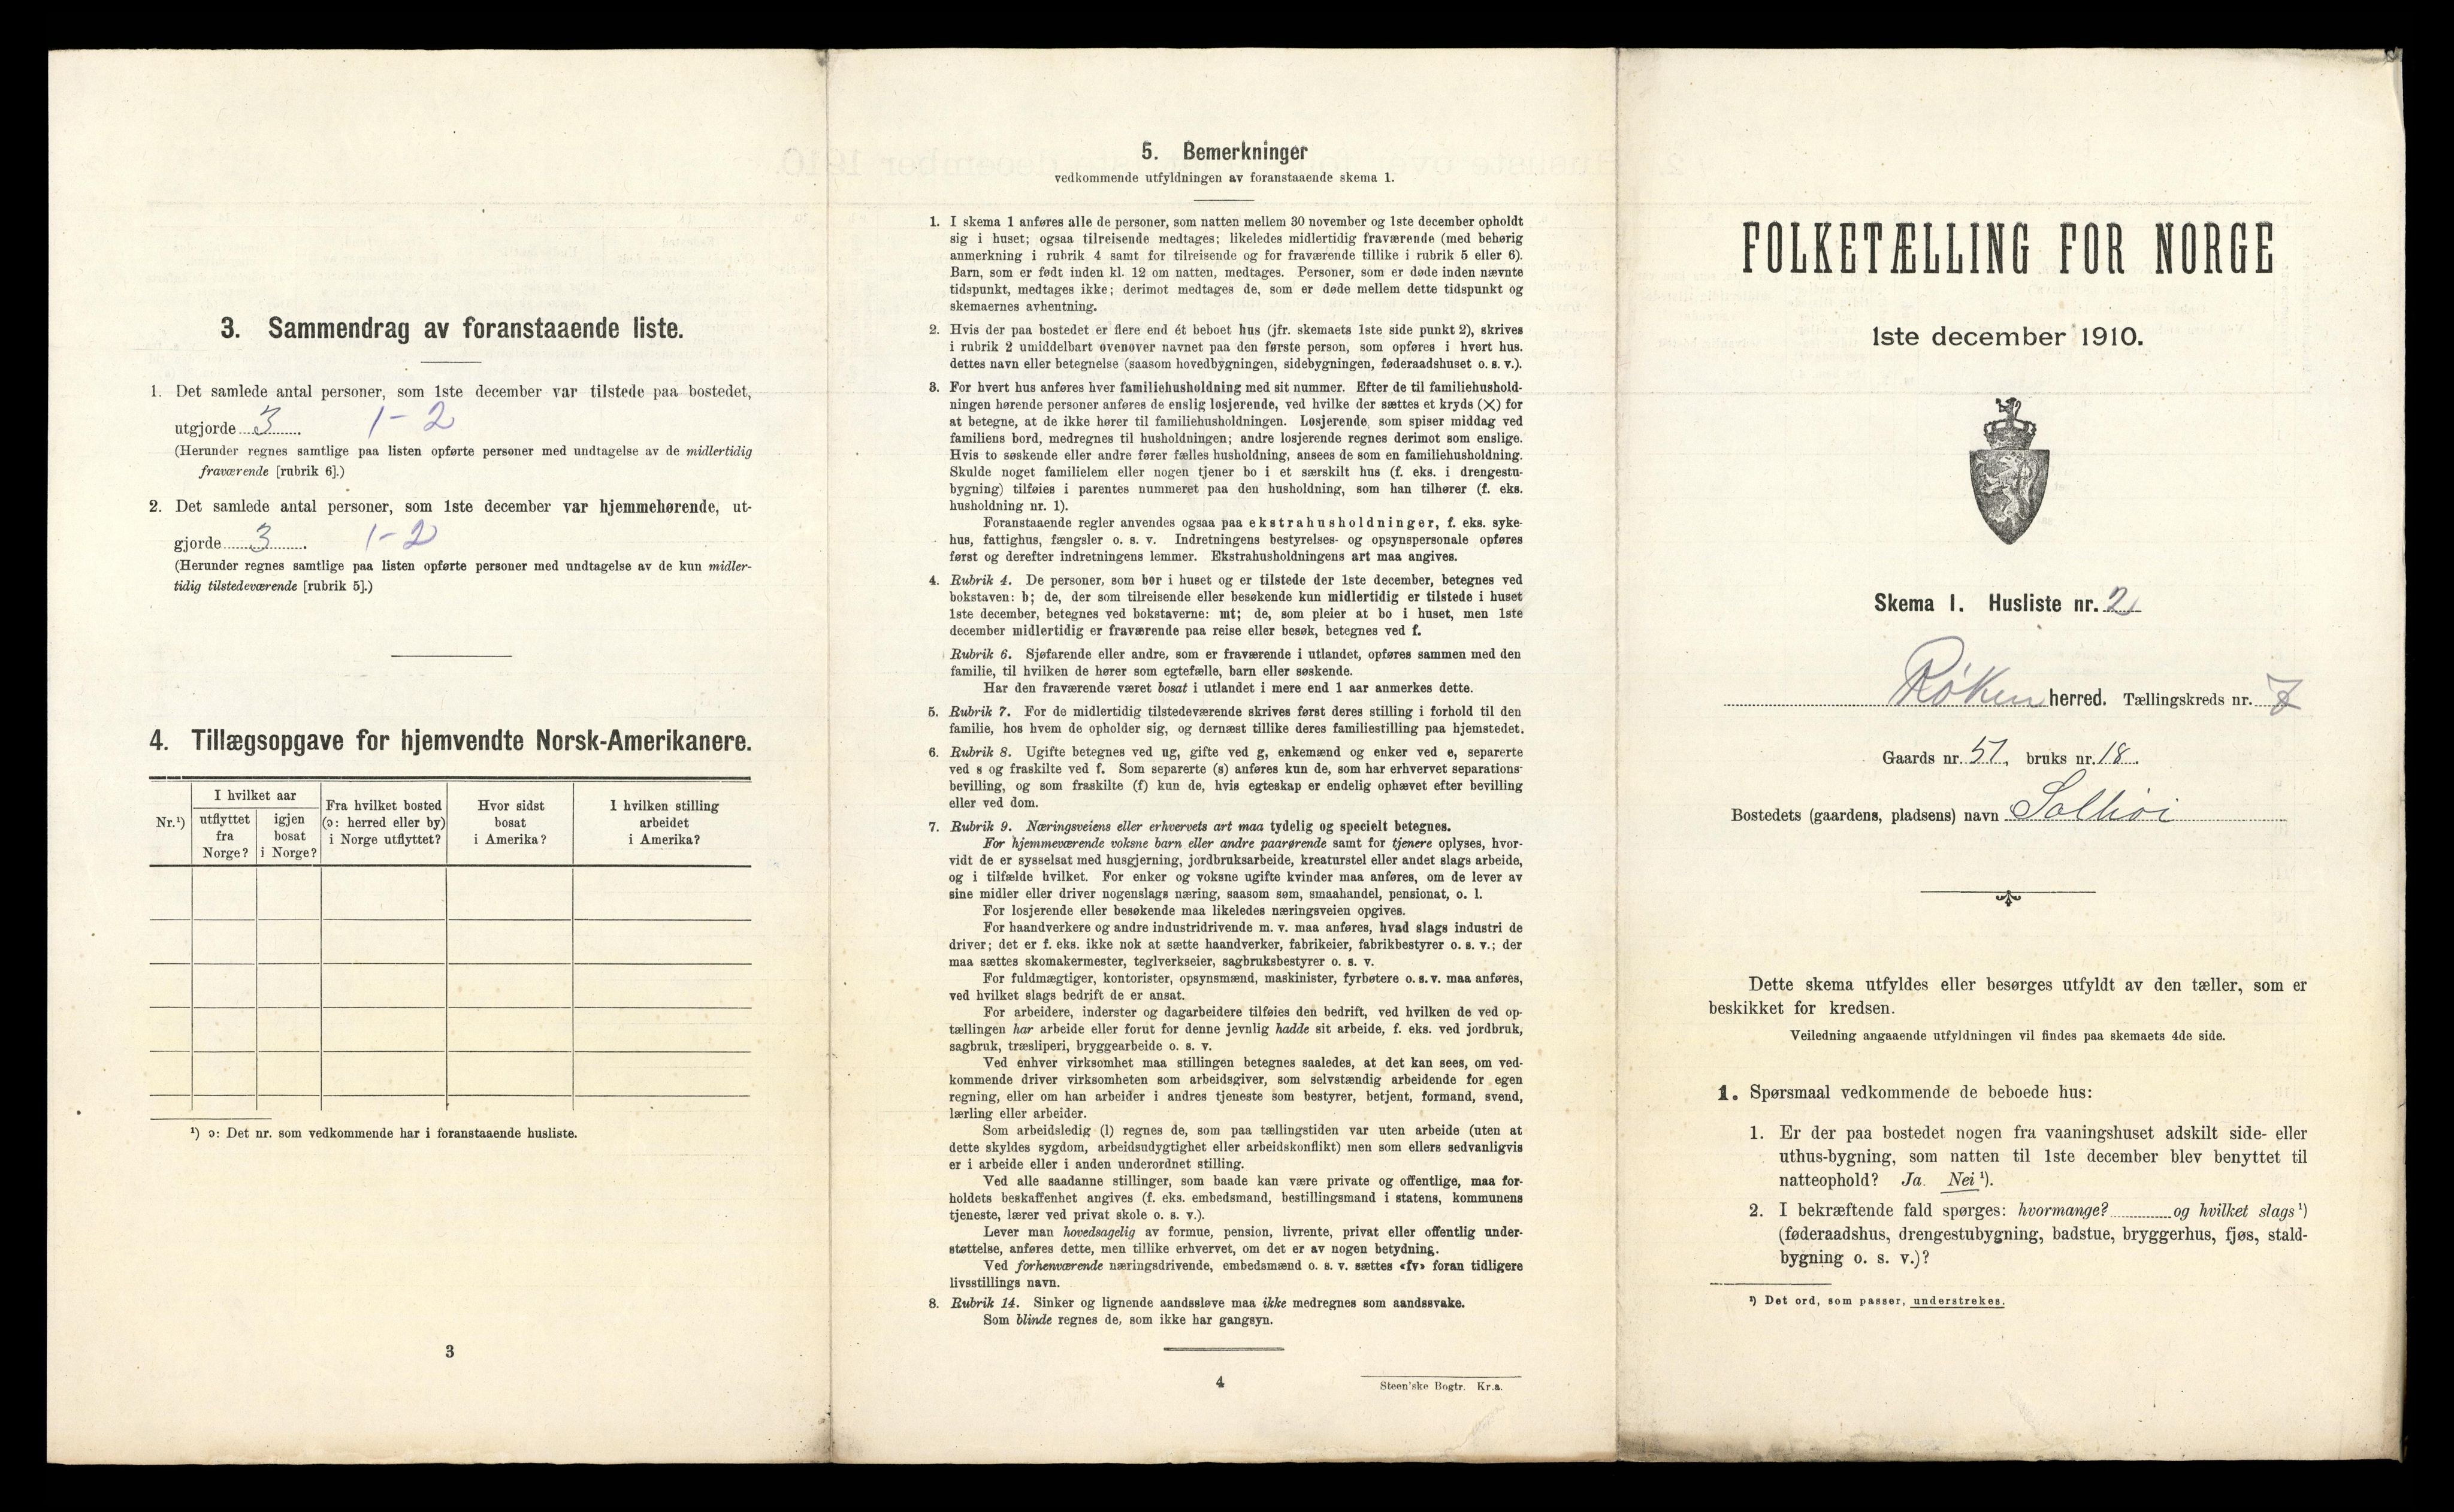 3. Sammendrag av foranstaaende liste.
1. Det samlede antal personer, som 1ste december var tilstede paa bostedet,
utgjorde 3. 1-2
(Herunder regnes samtlige paa listen opførte personer med undtagelse av de midlertidig
fraværende [rubrik 6].)
2. Det samlede antal personer, som 1ste december var hjemmehørende, ut-
gjorde 3. 1-2
(Herunder regnes samtlige paa listen opførte personer med undtagelse av de kun midler-
tidig tilstedeværende [rubrik 5].)
4. Tillægsopgave for hjemvendte Norsk-Amerikanere.
Nr.¹)
I hvilket aar
utflyttet
fra
Norge?
igjen
bosat
i Norge?
Fra hvilket bosted
(ɔ: herred eller by)
i Norge utflyttet?
Hvor sidst
bosat
i Amerika?
I hvilken stilling
arbeidet
i Amerika?
¹) ɔ: Det nr. som vedkommende har i foranstaaende husliste.
3
5. Bemerkninger
vedkommende utfyldningen av foranstaaende skema 1.
1. I skema 1 anføres alle de personer, som natten mellem 30 november og 1ste december opholdt
sig i huset; ogsaa tilreisende medtages; likeledes midlertidig fraværende (med behørig
anmerkning i rubrik 4 samt for tilreisende og for fraværende tillike i rubrik 5 eller 6).
Barn, som er født inden kl. 12 om natten, medtages. Personer, som er døde inden nævnte
tidspunkt, medtages ikke; derimot medtages de, som er døde mellem dette tidspunkt og
skemaernes avhentning.
2. Hvis der paa bostedet er flere end ét beboet hus (jfr. skemaets 1ste side punkt 2), skrives
i rubrik 2 umiddelbart ovenover navnet paa den første person, som opføres i hvert hus.
dettes navn eller betegnelse (saasom hovedbygningen, sidebygningen, føderaadshuset o. s. v.).
3. For hvert hus anføres hver familiehusholdning med sit nummer. Efter de til familiehushold-
ningen hørende personer anføres de enslig losjerende, ved hvilke der sættes et kryds (×) for
at betegne, at de ikke hører til familiehusholdningen. Losjerende, som spiser middag ved
familiens bord, medregnes til husholdningen; andre losjerende regnes derimot som enslige.
Hvis to søskende eller andre fører fælles husholdning, ansees de som en familiehusholdning.
Skulde noget familielem eller nogen tjener bo i et særskilt hus (f. eks. i drengestu-
bygning) tilføies i parentes nummeret paa den husholdning, som han tilhører (f. eks.
husholdning nr. 1).
Foranstaaende regler anvendes ogsaa paa ekstrahusholdninger, f. eks. syke-
hus, fattighus, fængsler o. s. v. Indretningens bestyrelses- og opsynspersonale opføres
først og derefter indretningens lemmer. Ekstrahusholdningens art maa angives.
4. Rubrik 4. De personer, som bor i huset og er tilstede der 1ste december, betegnes ved
bokstaven: b; de, der som tilreisende eller besøkende kun midlertidig er tilstede i huset
1ste december, betegnes ved bokstaverne: mt; de, som pleier at bo i huset, men 1ste
december midlertidig er fraværende paa reise eller besøk, betegnes ved f.
Rubrik 6. Sjøfarende eller andre, som er fraværende i utlandet, opføres sammen med den
familie, til hvilken de hører som egtefælle, barn eller søskende.
Har den fraværende været bosat i utlandet i mere end 1 aar anmerkes dette.
5. Rubrik 7. For de midlertidig tilstedeværende skrives først deres stilling i forhold til den
familie, hos hvem de opholder sig, og dernæst tillike deres familiestilling paa hjemstedet.
6. Rubrik 8. Ugifte betegnes ved ug, gifte ved g, enkemænd og enker ved e, separerte
ved s og fraskilte ved f. Som separerte (s) anføres kun de, som har erhvervet separations-
bevilling, og som fraskilte (f) kun de, hvis egteskap er endelig ophævet efter bevilling
eller ved dom.
7. Rubrik 9. Næringsveiens eller erhvervets art maa tydelig og specielt betegnes.
For hjemmeværende voksne barn eller andre paarørende samt for tjenere oplyses, hvor-
vidt de er sysselsat med husgjerning, jordbruksarbeide, kreaturstel eller andet slags arbeide,
og i tilfælde hvilket. For enker og voksne ugifte kvinder maa anføres, om de lever av
sine midler eller driver nogenslags næring, saasom søm, smaahandel, pensionat, o. l.
For losjerende eller besøkende maa likeledes næringsveien opgives.
For haandverkere og andre industridrivende m. v. maa anføres, hvad slags industri de
driver; det er f. eks. ikke nok at sætte haandverker, fabrikeier, fabrikbestyrer o. s. v.; der
maa sættes skomakermester, teglverkseier, sagbruksbestyrer o. s. v.
For fuldmægtiger, kontorister, opsynsmænd, maskinister, fyrbøtere o. s. v. maa anføres,
ved hvilket slags bedrift de er ansat.
For arbeidere, inderster og dagarbeidere tilføies den bedrift, ved hvilken de ved op-
tællingen har arbeide eller forut for denne jevnlig hadde sit arbeide, f. eks. ved jordbruk,
sagbruk, træsliperi, bryggearbeide o. s. v.
Ved enhver virksomhet maa stillingen betegnes saaledes, at det kan sees, om ved-
kommende driver virksomheten som arbeidsgiver, som selvstændig arbeidende for egen
regning, eller om han arbeider i andres tjeneste som bestyrer, betjent, formand, svend,
lærling eller arbeider.
Som arbeidsledig (l) regnes de, som paa tællingstiden var uten arbeide (uten at
dette skyldes sygdom, arbeidsudygtighet eller arbeidskonflikt) men som ellers sedvanligvis
er i arbeide eller i anden underordnet stilling.
Ved alle saadanne stillinger, som baade kan være private og offentlige, maa for-
holdets beskaffenhet angives (f. eks. embedsmand, bestillingsmand i statens, kommunens
tjeneste, lærer ved privat skole o. s. v.).
Lever man hovedsagelig av formue, pension, livrente, privat eller offentlig under-
støttelse, anføres dette, men tillike erhvervet, om det er av nogen betydning.
Ved forhenværende næringsdrivende, embedsmænd o. s. v. sættes «fv» foran tidligere
livsstillings navn.
8. Rubrik 14. Sinker og lignende aandssløve maa ikke medregnes som aandssvake.
Som blinde regnes de, som ikke har gangsyn.
4
Steen'ske Bogtr. Kr.a.
FOLKETÆLLING FOR NORGE
1ste december 1910.
Skema 1. Husliste nr. 2
Røken herred. Tællingskreds nr. 7
Gaards nr. 51, bruks nr. 18.
Bostedets (gaardens, pladsens) navn Solhøi
Dette skema utfyldes eller besørges utfyldt av den tæller, som er
beskikket for kredsen.
Veiledning angaaende utfyldningen vil findes paa skemaets 4de side.
1. Spørsmaal vedkommende de beboede hus:
1. Er der paa bostedet nogen fra vaaningshuset adskilt side- eller
uthus-bygning, som natten til 1ste december blev benyttet til
natteophold? Ja. Nei ¹).
2. I bekræftende fald spørges: hvormange? og hvilket slags ¹)
(føderaadshus, drengestubygning, badstue, bryggerhus, fjøs, stald-
bygning o. s. v.)?
¹) Det ord, som passer, understrekes.